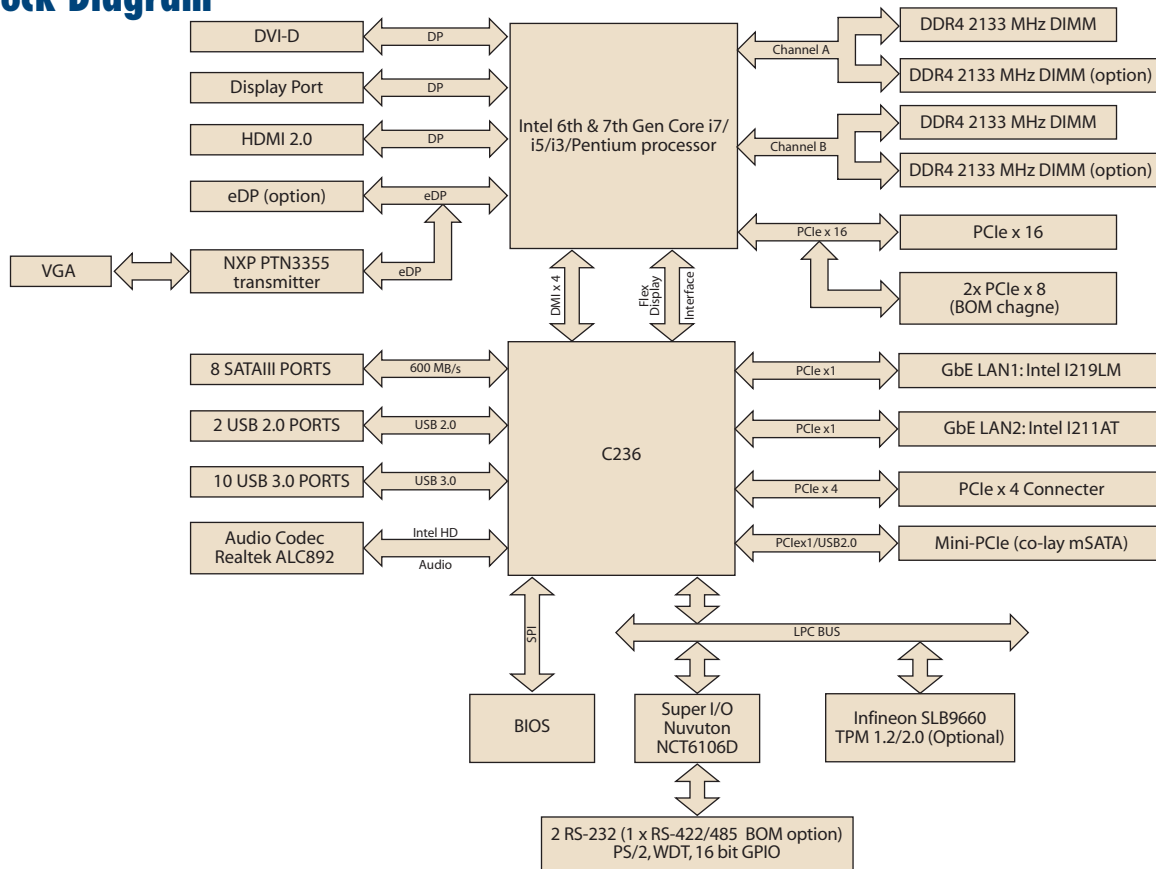 ock Diagram
DVI-D
DP
Display Port
DP
HDMI 2.0
DP
eDP (option)
eDP
VGA
NXP PTN3355
transmitter
eDP
Intel 6th & 7th Gen Core i7/
i5/i3/Pentium processor
Channel A
DDR4 2133 MHz DIMM
DDR4 2133 MHz DIMM (option)
Channel B
DDR4 2133 MHz DIMM
DDR4 2133 MHz DIMM (option)
PCIe x 16
PCIe x 16
2x PCIe x 8
(BOM chagne)
DMI x 4
Flex
Display
Interface
8 SATAIII PORTS
600 MB/s
2 USB 2.0 PORTS
USB 2.0
10 USB 3.0 PORTS
USB 3.0
Audio Codec
Realtek ALC892
Intel HD
Audio
C236
PCIe x1
GbE LAN1: Intel I219LM
PCIe x1
GbE LAN2: Intel I211AT
PCIe x 4
PCIe x 4 Connecter
PCIex1/USB2.0
Mini-PCIe (co-lay mSATA)
SPI
LPC BUS
BIOS
Super I/O
Nuvuton
NCT6106D
Infineon SLB9660
TPM 1.2/2.0 (Optional)
2 RS-232 (1 x RS-422/485 BOM option)
PS/2, WDT, 16 bit GPIO